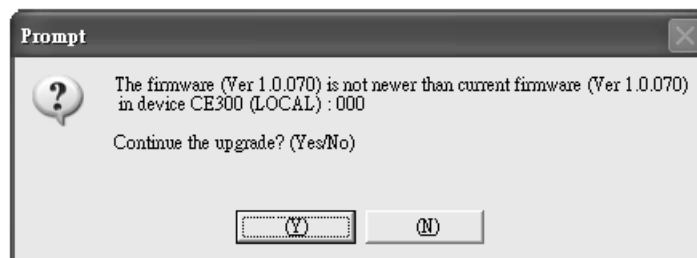 Prompt
The firmware (Ver 1.0.070) is not newer than current firmware (Ver 1.0.070)
in device CE300 (LOCAL) : 000
Continue the upgrade? (Yes/No)
(Y)
(N)